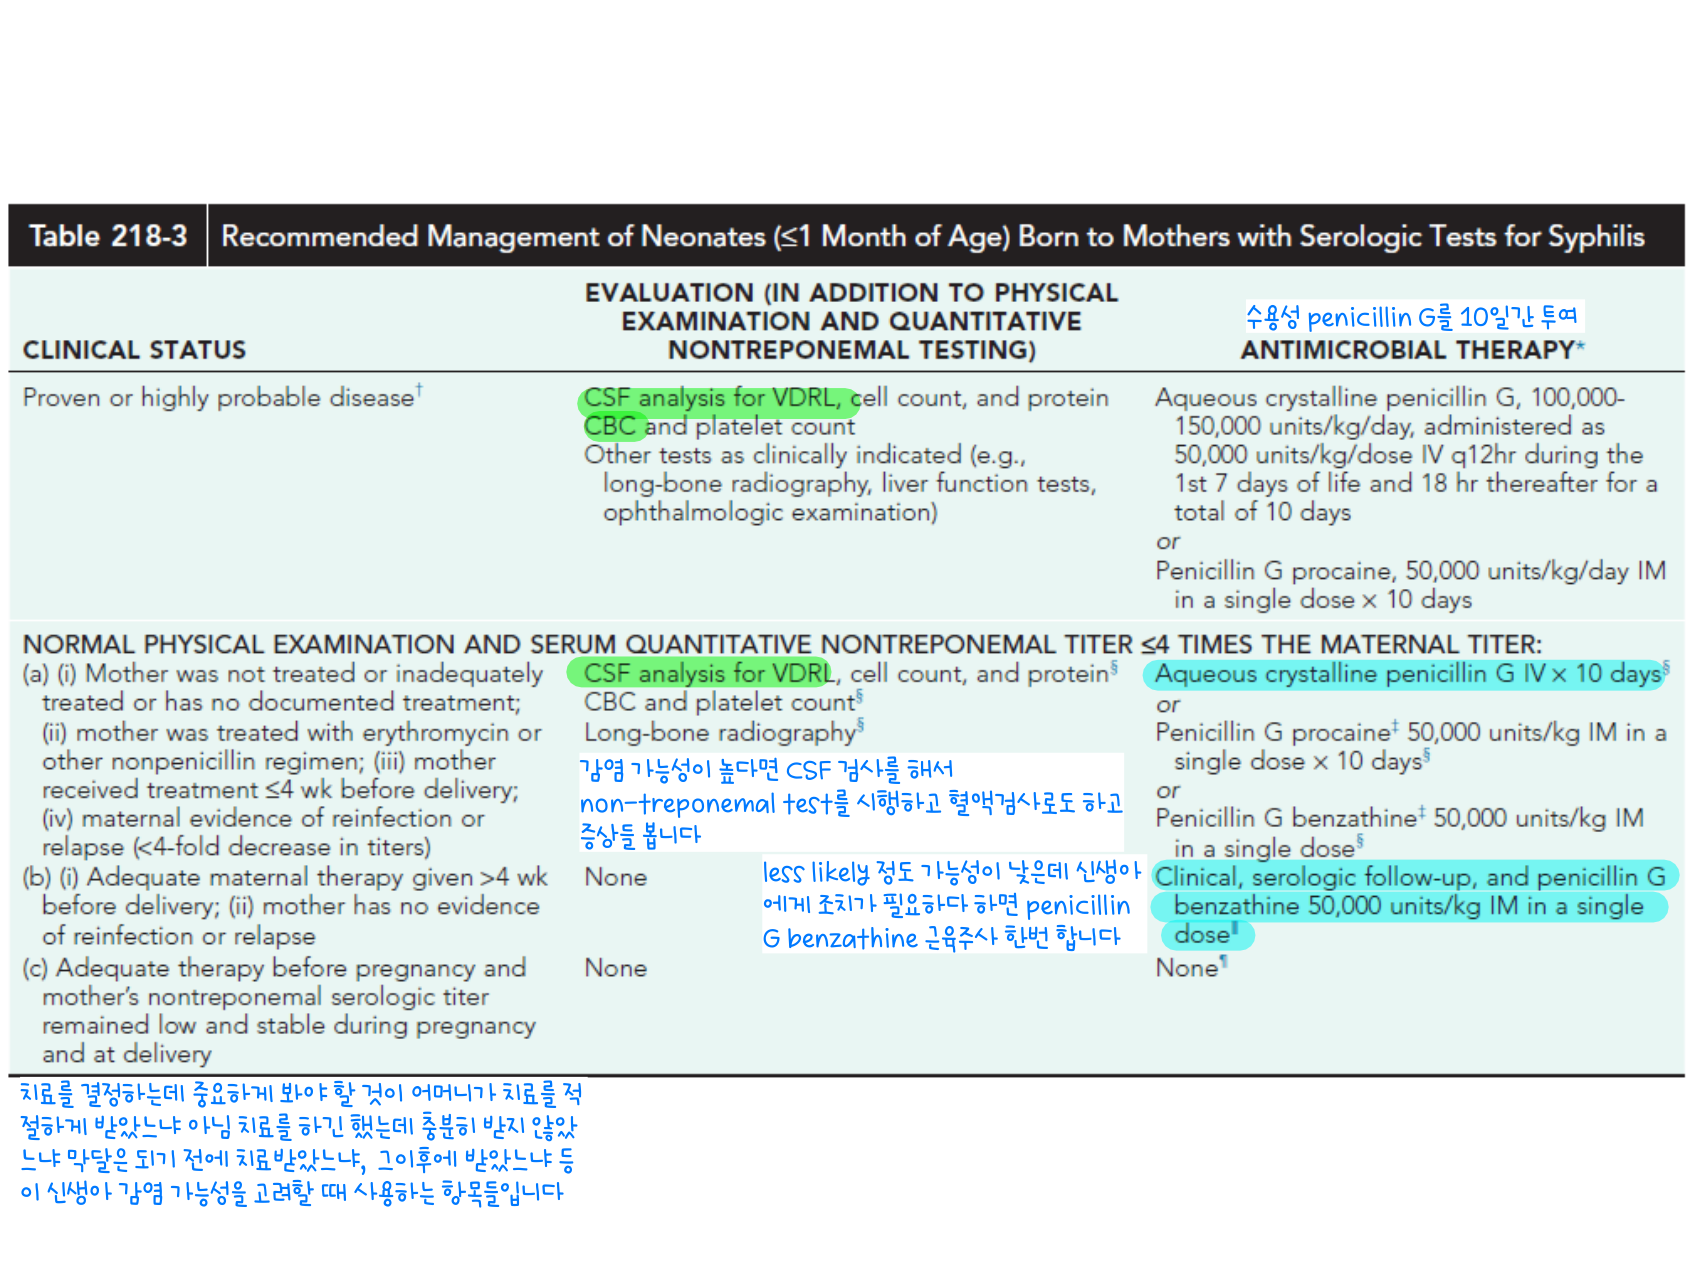 Table 218-3 Recommended Management of Neonates (≤1 Month of Age) Born to Mothers with Serologic Tests for Syphilis
CLINICAL STATUS
EVALUATION (IN ADDITION TO PHYSICAL
EXAMINATION AND QUANTITATIVE
NONTREPONEMAL TESTING)
수용성 penicillin G를 10일간 투여
ANTIMICROBIAL THERAPY*
Proven or highly probable disease†
CSF analysis for VDRL, cell count, and protein
CBC and platelet count
Other tests as clinically indicated (e.g.,
long-bone radiography, liver function tests,
ophthalmologic examination)
Aqueous crystalline penicillin G, 100,000-
150,000 units/kg/day, administered as
50,000 units/kg/dose IV q12hr during the
1st 7 days of life and 18 hr thereafter for a
total of 10 days
or
Penicillin G procaine, 50,000 units/kg/day IM
in a single dose × 10 days
NORMAL PHYSICAL EXAMINATION AND SERUM QUANTITATIVE NONTREPONEMAL TITER ≤4 TIMES THE MATERNAL TITER:
(a) (i) Mother was not treated or inadequately
treated or has no documented treatment;
(ii) mother was treated with erythromycin or
other nonpenicillin regimen; (iii) mother
received treatment ≤4 wk before delivery;
(iv) maternal evidence of reinfection or
relapse (<4-fold decrease in titers)
CSF analysis for VDRL, cell count, and protein§
CBC and platelet count§
Long-bone radiography§
감염 가능성이 높다면 CSF 검사를 해서
non-treponemal test를 시행하고 혈액검사로도 하고
증상들 봅니다
Aqueous crystalline penicillin G IV × 10 days§
or
Penicillin G procaine‡ 50,000 units/kg IM in a
single dose × 10 days§
or
Penicillin G benzathine‡ 50,000 units/kg IM
in a single dose§
(b) (i) Adequate maternal therapy given >4 wk
before delivery; (ii) mother has no evidence
of reinfection or relapse
None
less likely 정도 가능성이 낮은데 신생아
에게 조치가 필요하다 하면 penicillin
G benzathine 근육주사 한번 합니다
Clinical, serologic follow-up, and penicillin G
benzathine 50,000 units/kg IM in a single
dose‖
(c) Adequate therapy before pregnancy and
mother's nontreponemal serologic titer
remained low and stable during pregnancy
and at delivery
None
None¶
치료를 결정하는데 중요하게 봐야 할 것이 어머니가 치료를 적
절하게 받았느냐 아님 치료를 하긴 했는데 충분히 받지 않았
느냐 막달은 되기 전에 치료받았느냐, 그이후에 받았느냐 등
이 신생아 감염 가능성을 고려할 때 사용하는 항목들입니다